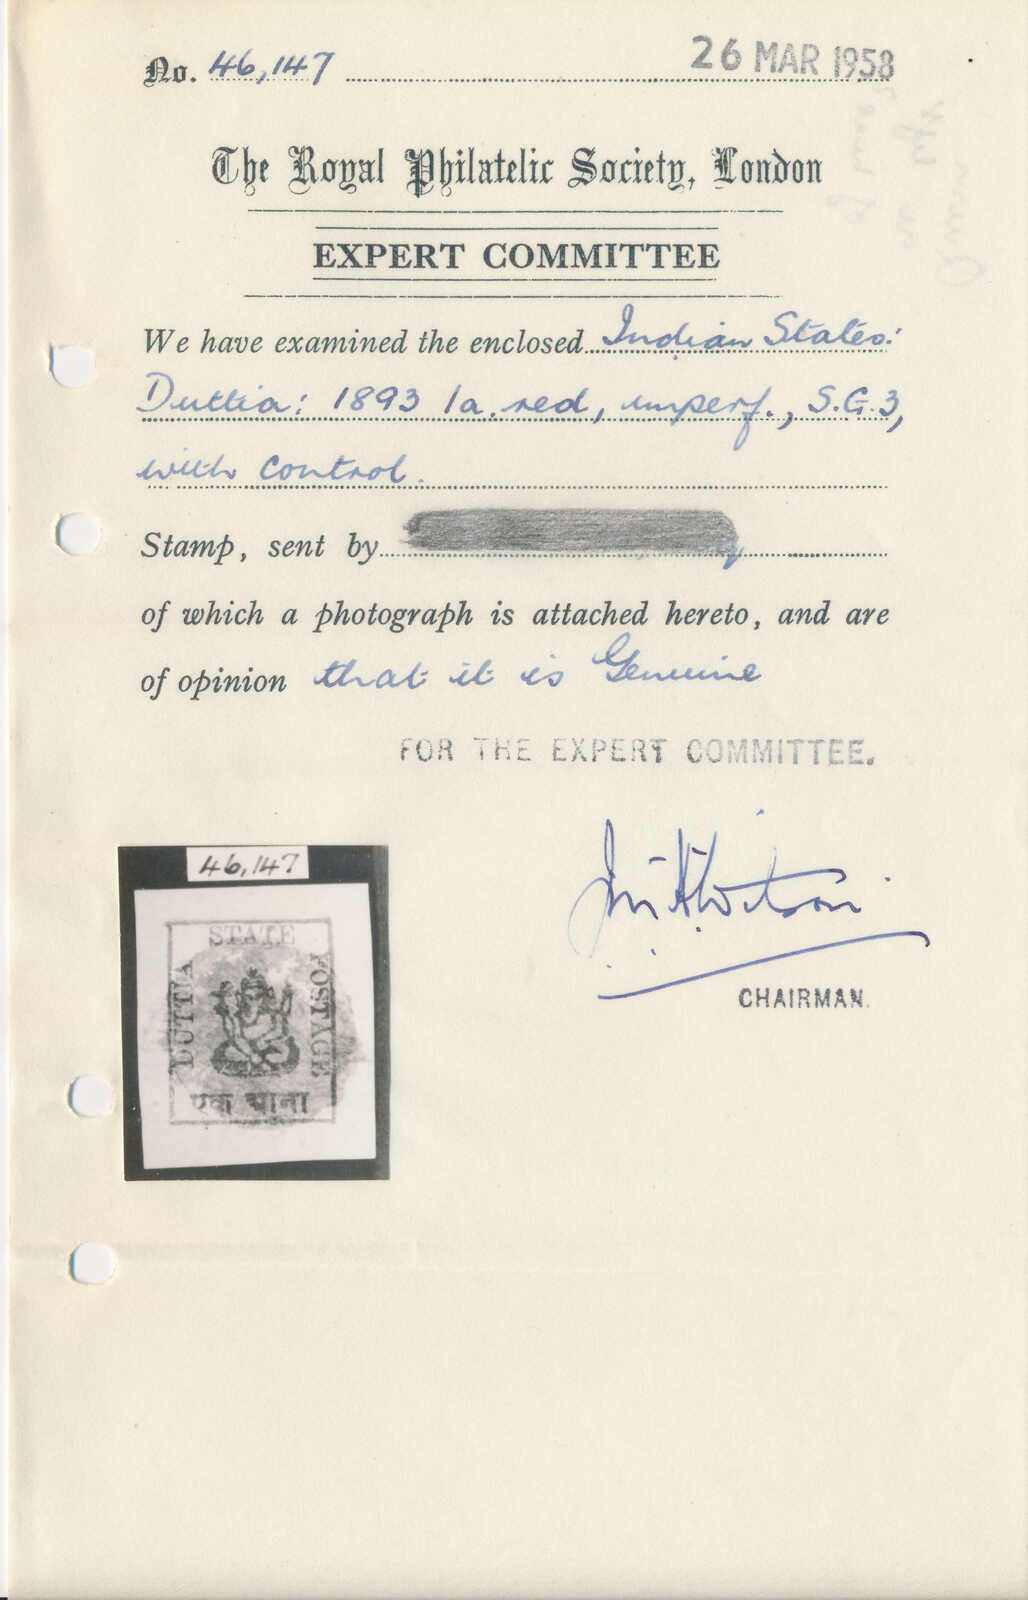 No. 46,147 26 MAR 1958
The Royal Philatelic Society, London
EXPERT COMMITTEE
We have examined the enclosed Indian States:
Duttia: 1893 1a. red, imperf., S.G.3,
with control.
Stamp, sent by
of which a photograph is attached hereto, and are
of opinion that it is Genuine
FOR THE EXPERT COMMITTEE.
CHAIRMAN.
46,147
STATE
DUTTIA
POSTAGE
एक आना